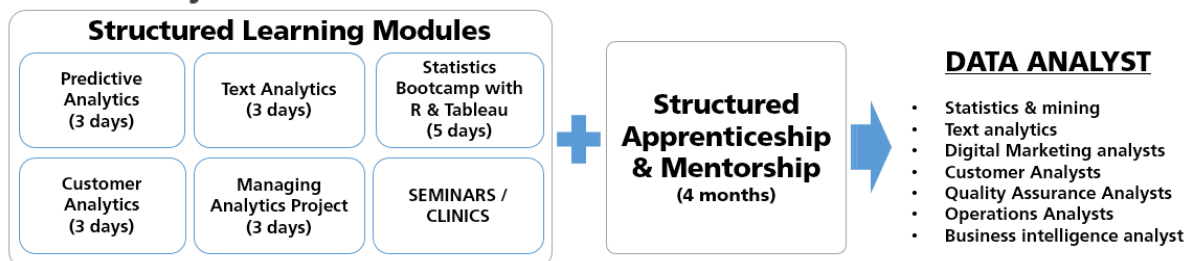 Structured Learning Modules
Predictive
Analytics
(3 days)
Text Analytics
(3 days)
Statistics
Bootcamp with
R & Tableau
(5 days)
Customer
Analytics
(3 days)
Managing
Analytics Project
(3 days)
SEMINARS /
CLINICS
Structured
Apprenticeship
& Mentorship
(4 months)
DATA ANALYST
• Statistics & mining
• Text analytics
• Digital Marketing analysts
• Customer Analysts
• Quality Assurance Analysts
• Operations Analysts
• Business intelligence analyst